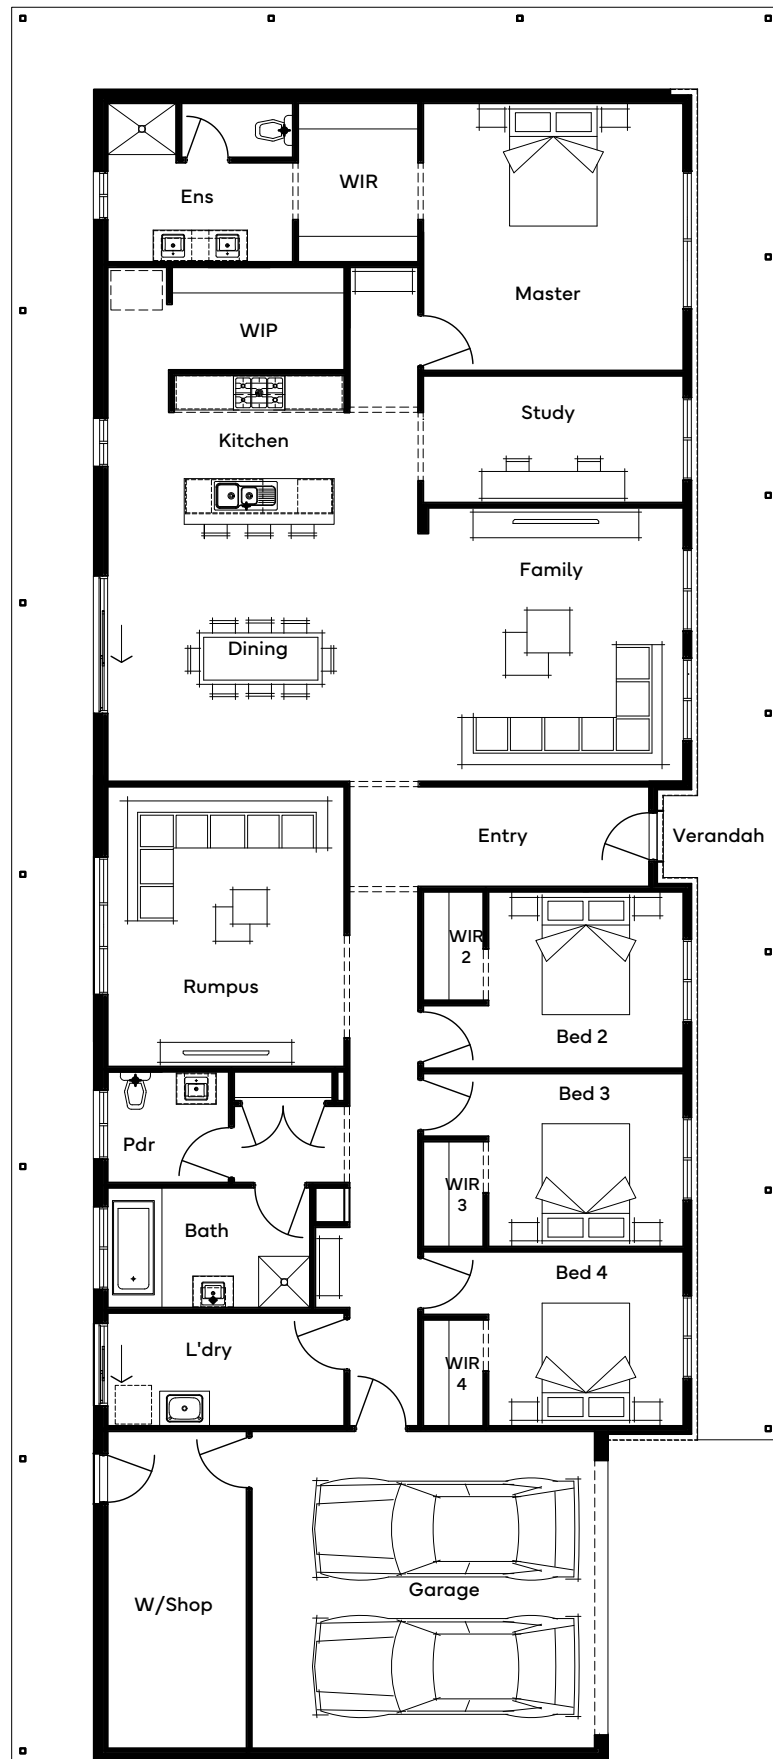 Ens
WIR
Master
WIP
Study
Kitchen
Family
Dining
Entry
Verandah
WIR
2
Rumpus
Bed 2
Bed 3
Pdr
WIR
3
Bath
Bed 4
L'dry
WIR
4
Garage
W/Shop